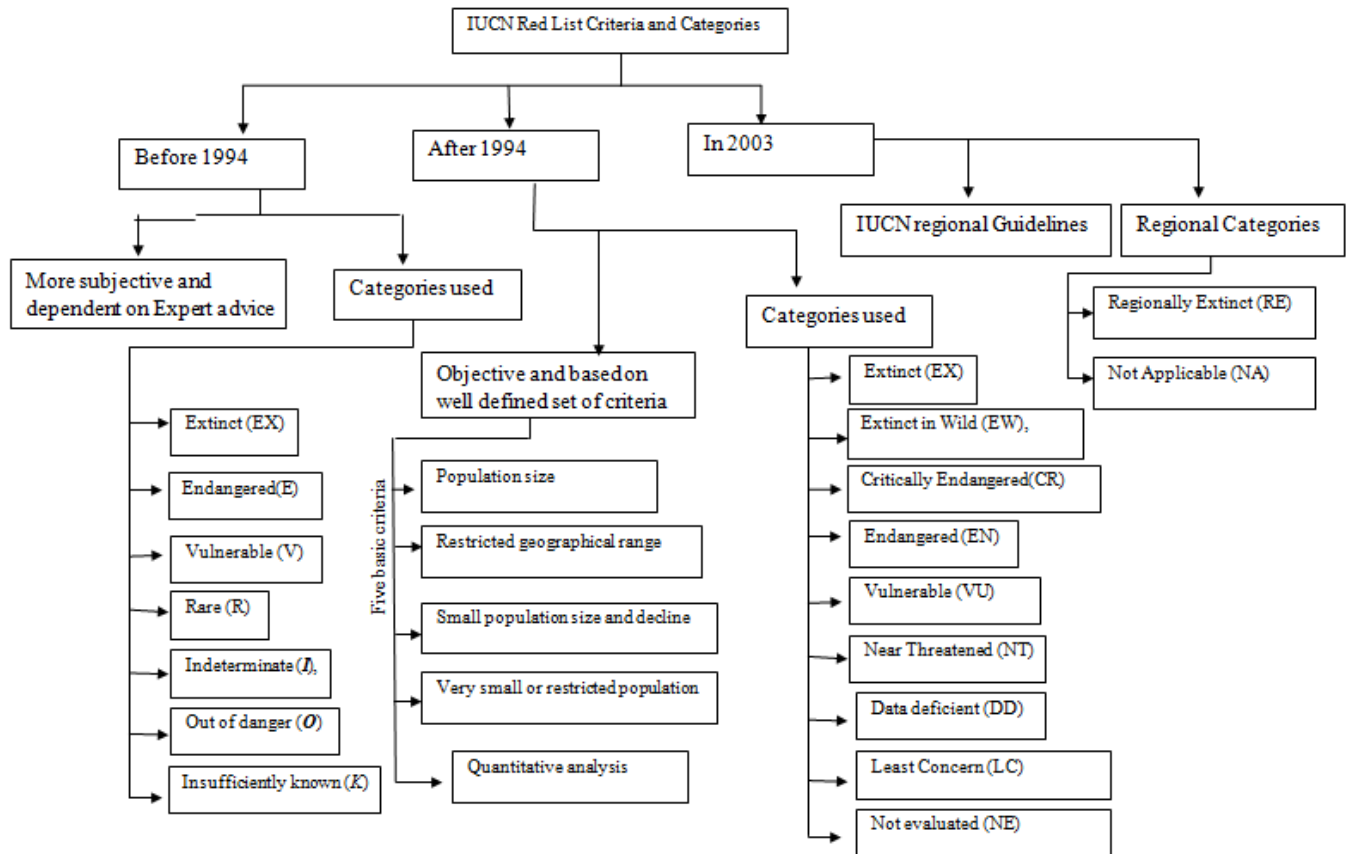 IUCN Red List Criteria and Categories
Before 1994
After 1994
In 2003
IUCN regional Guidelines
Regional Categories
More subjective and
dependent on Expert advice
Categories used
Categories used
Regionally Extinct (RE)
Not Applicable (NA)
Objective and based on
well defined set of criteria
Extinct (EX)
Endangered(E)
Vulnerable (V)
Rare (R)
Indeterminate (I),
Out of danger (O)
Insufficiently known (K)
Five basic criteria
Population size
Restricted geographical range
Small population size and decline
Very small or restricted population
Quantitative analysis
Extinct (EX)
Extinct in Wild (EW),
Critically Endangered(CR)
Endangered (EN)
Vulnerable (VU)
Near Threatened (NT)
Data deficient (DD)
Least Concern (LC)
Not evaluated (NE)